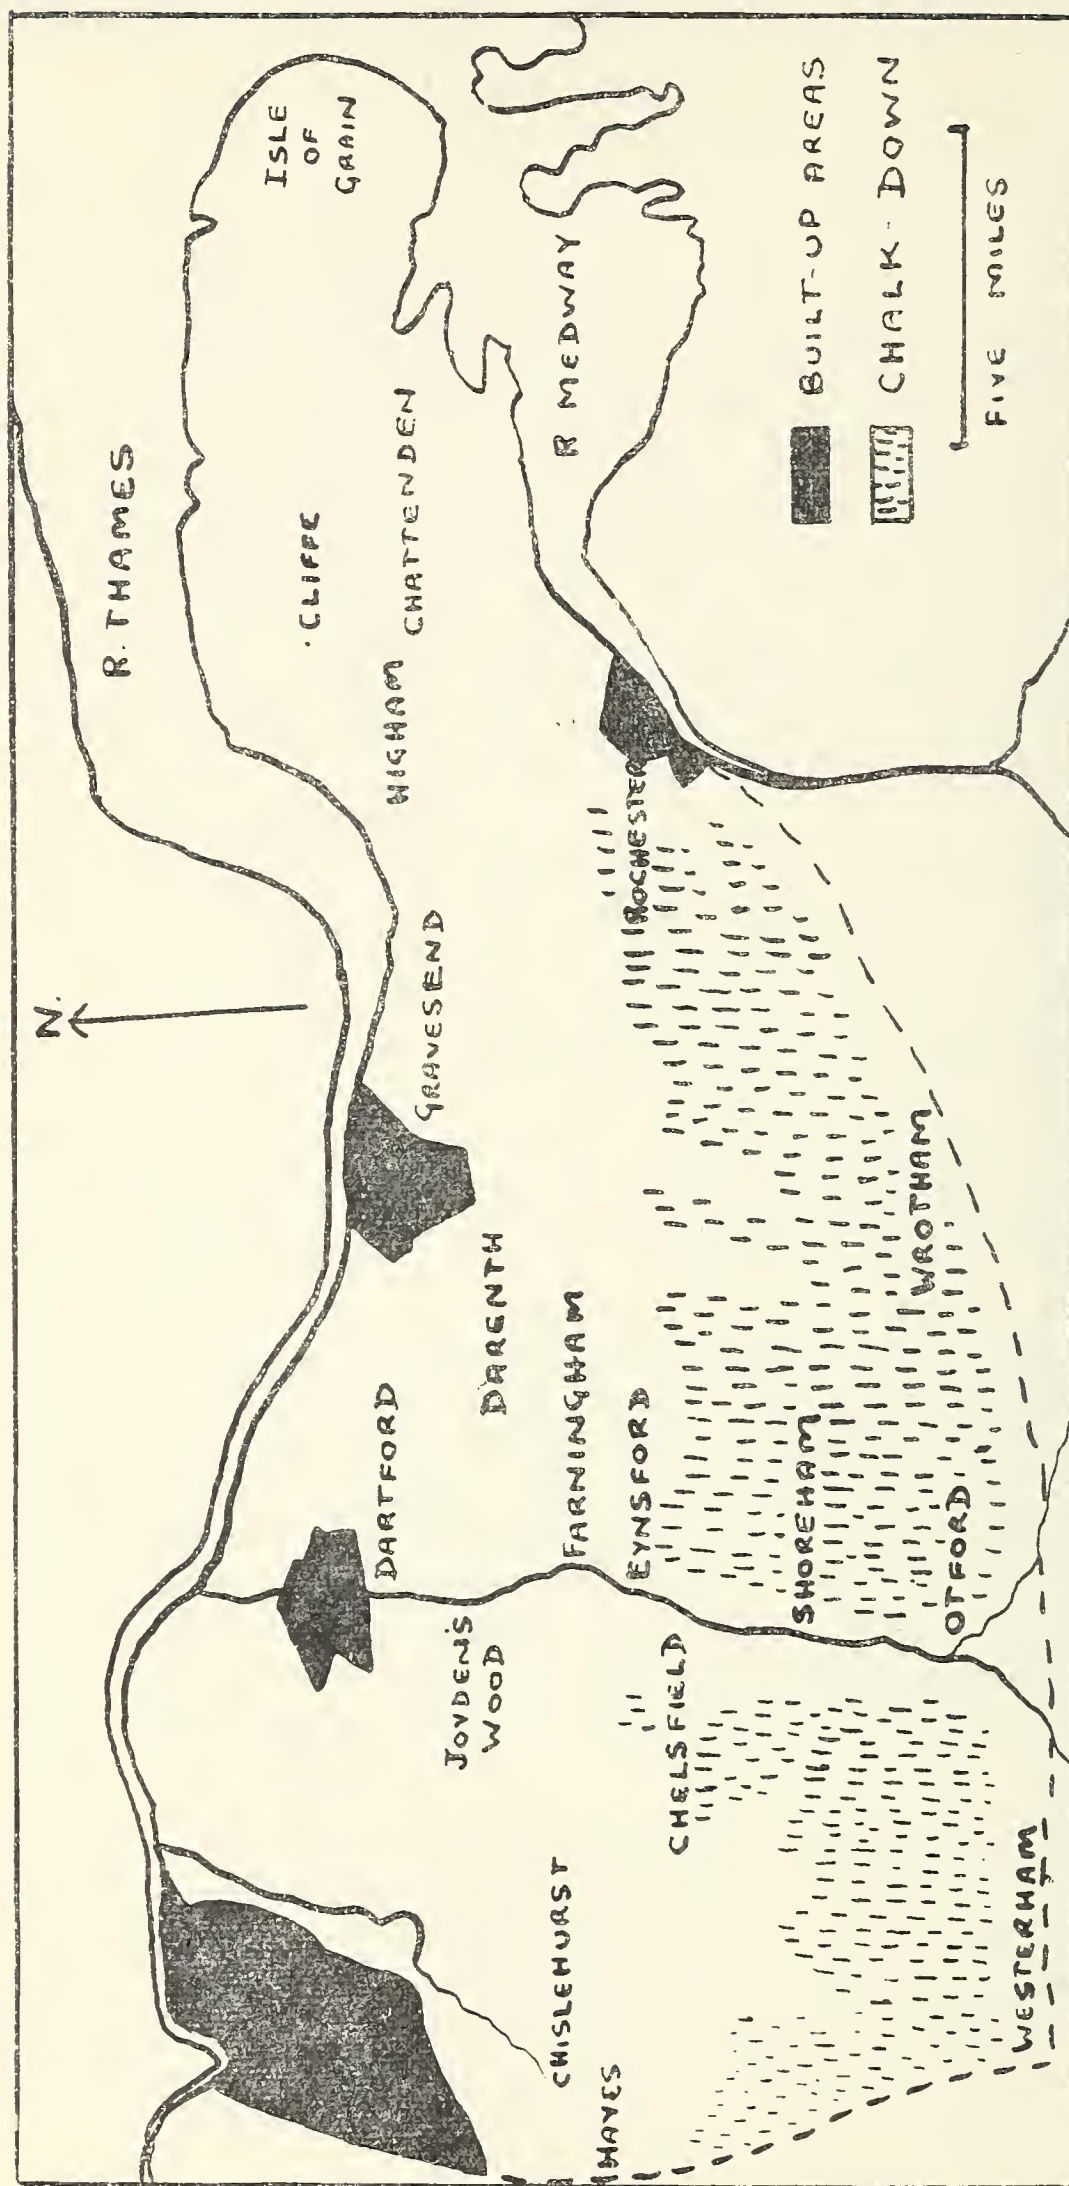 N.
R. THAMES
ISLE
OF
GRAIN
CLIFFE
CHATTENDEN
HIGHAM
GRAVESEND
R MEDWAY
ROCHESTER
DARTFORD
DARENTH
JOYDEN'S
WOOD
FARNINGHAM
EYNSFORD
CHISLEHURST
HAYES
CHELSFIELD
SHOREHAM
OTFORD
WROTHAM
WESTERHAM
BUILT-UP AREAS
CHALK-DOWN
FIVE MILES